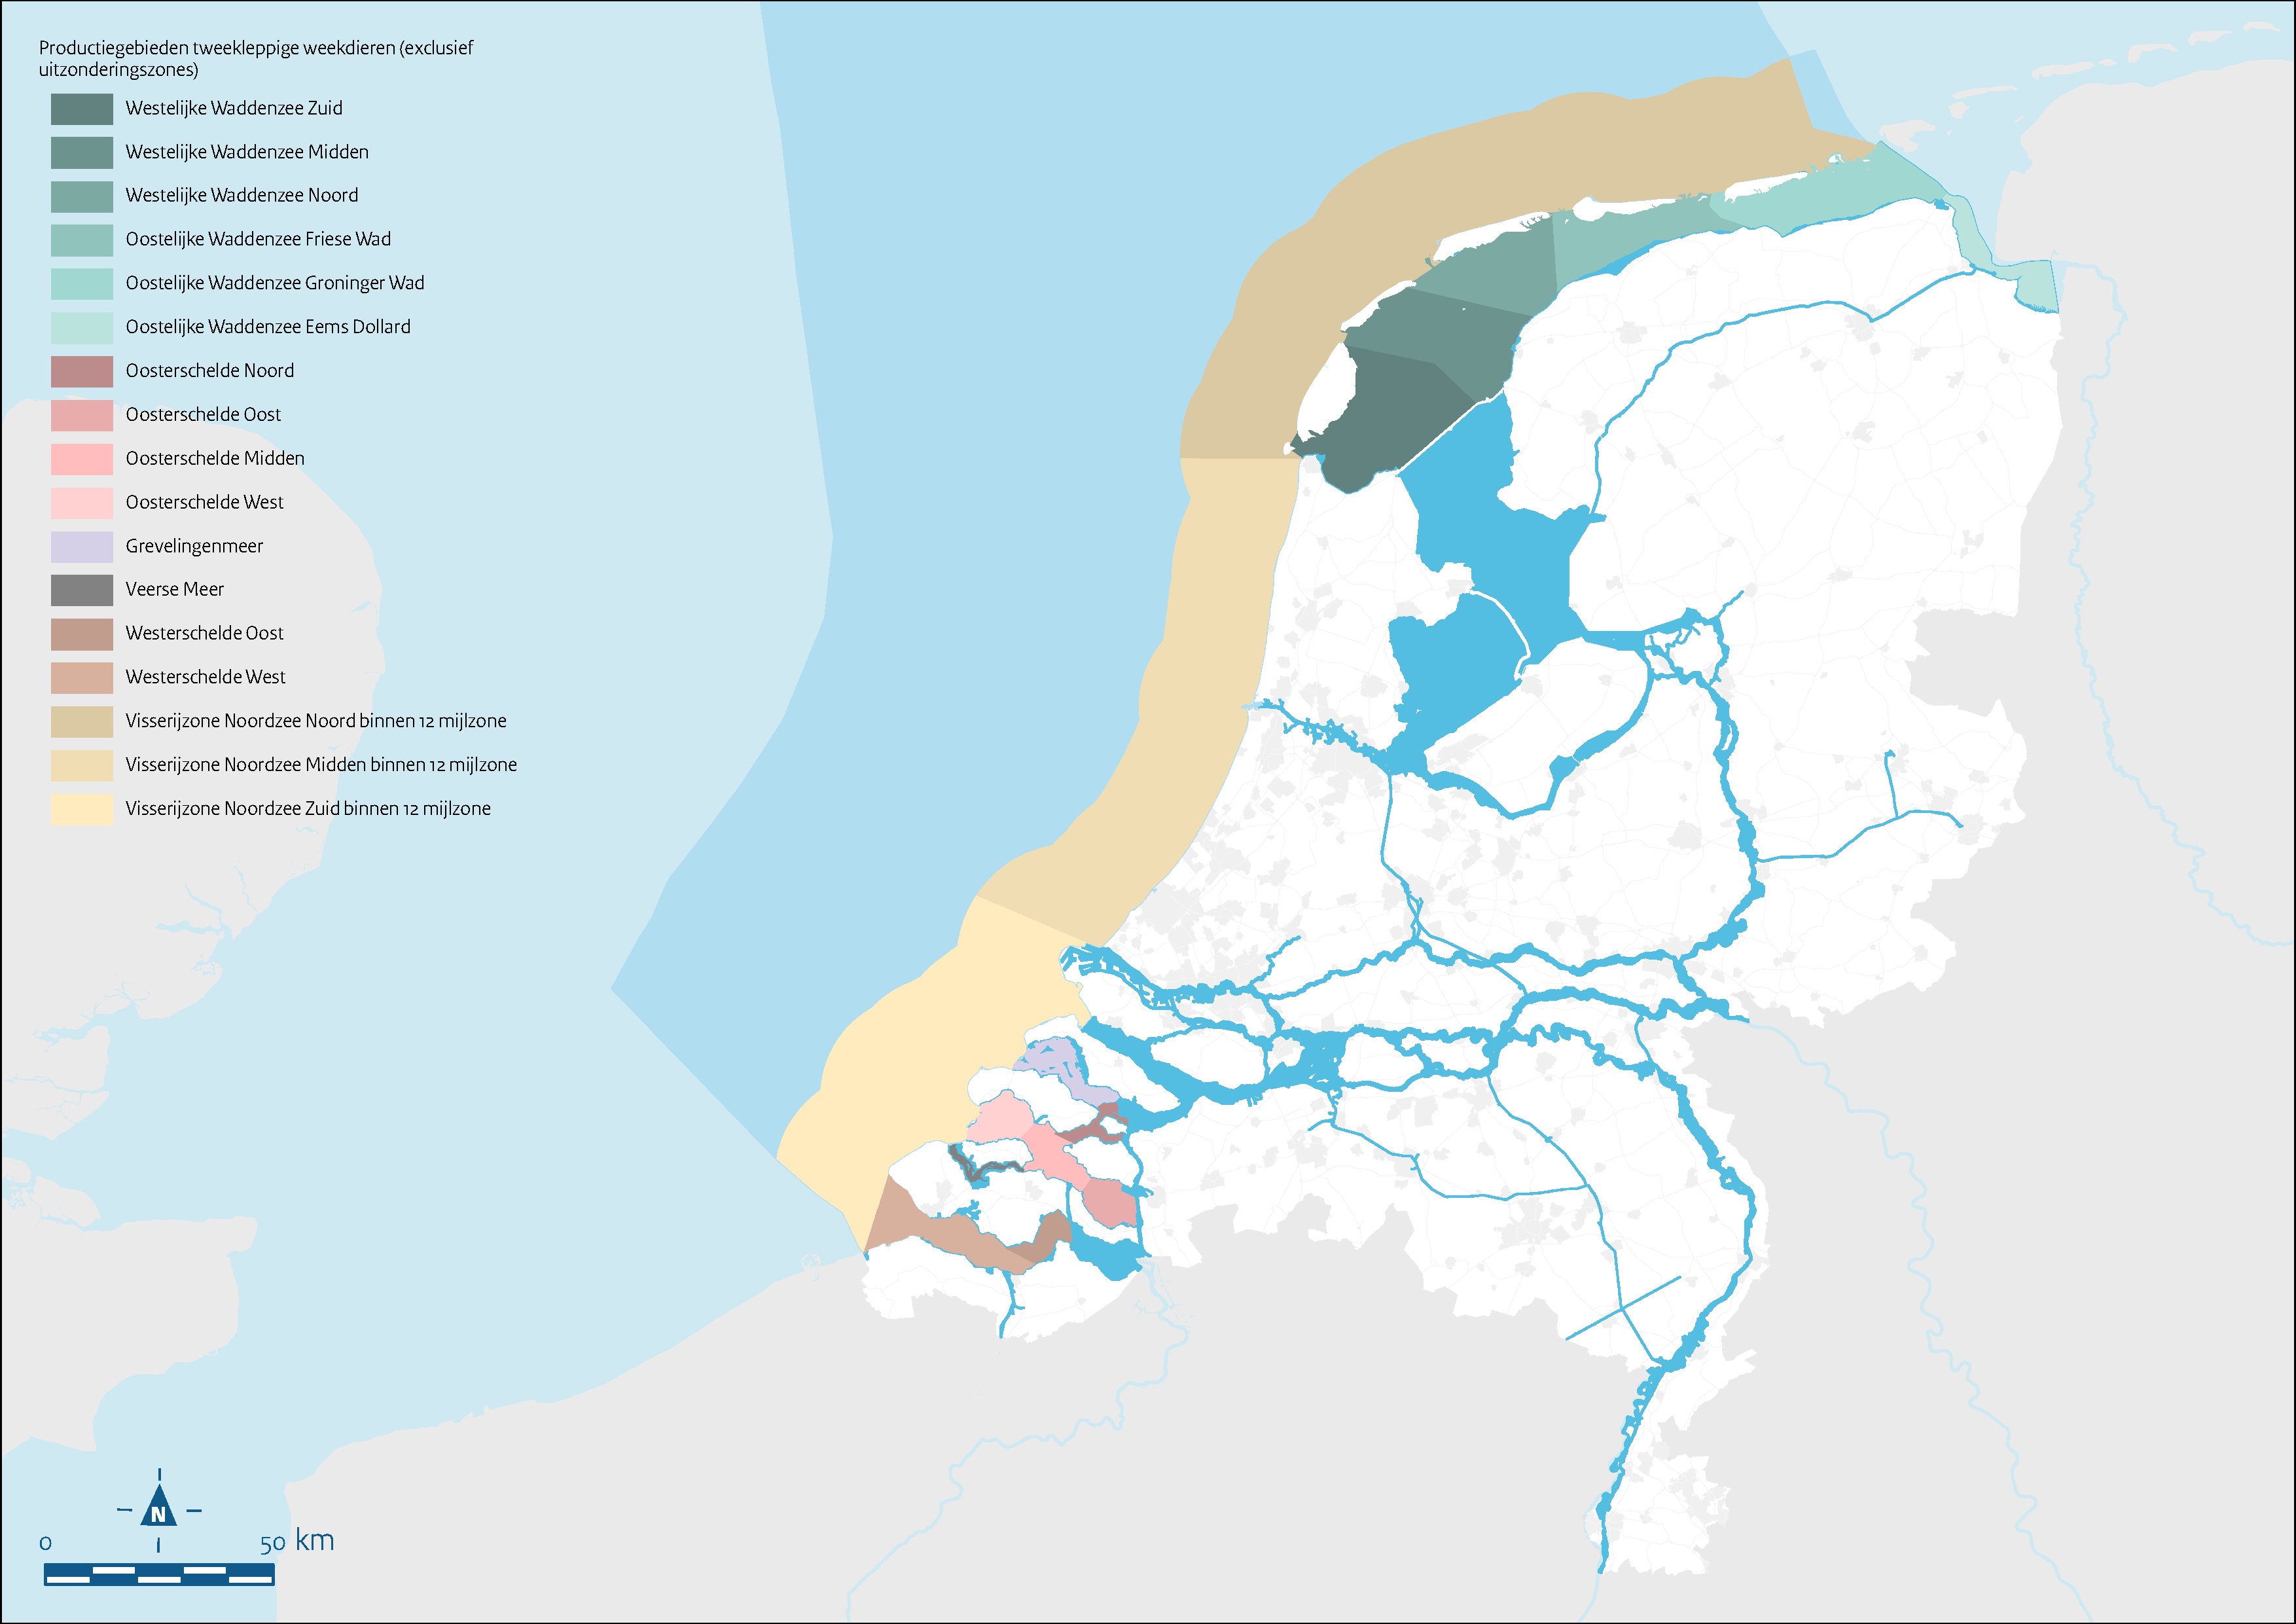 Productiegebieden tweekleppige weekdieren (exclusief
uitzonderingszones)
Westelijke Waddenzee Zuid
Westelijke Waddenzee Midden
Westelijke Waddenzee Noord
Oostelijke Waddenzee Friese Wad
Oostelijke Waddenzee Groninger Wad
Oostelijke Waddenzee Eems Dollard
Oosterschelde Noord
Oosterschelde Oost
Oosterschelde Midden
Oosterschelde West
Grevelingenmeer
Veerse Meer
Westerschelde Oost
Westerschelde West
Visserijzone Noordzee Noord binnen 12 mijlzone
Visserijzone Noordzee Midden binnen 12 mijlzone
Visserijzone Noordzee Zuid binnen 12 mijlzone
N
0 50 km